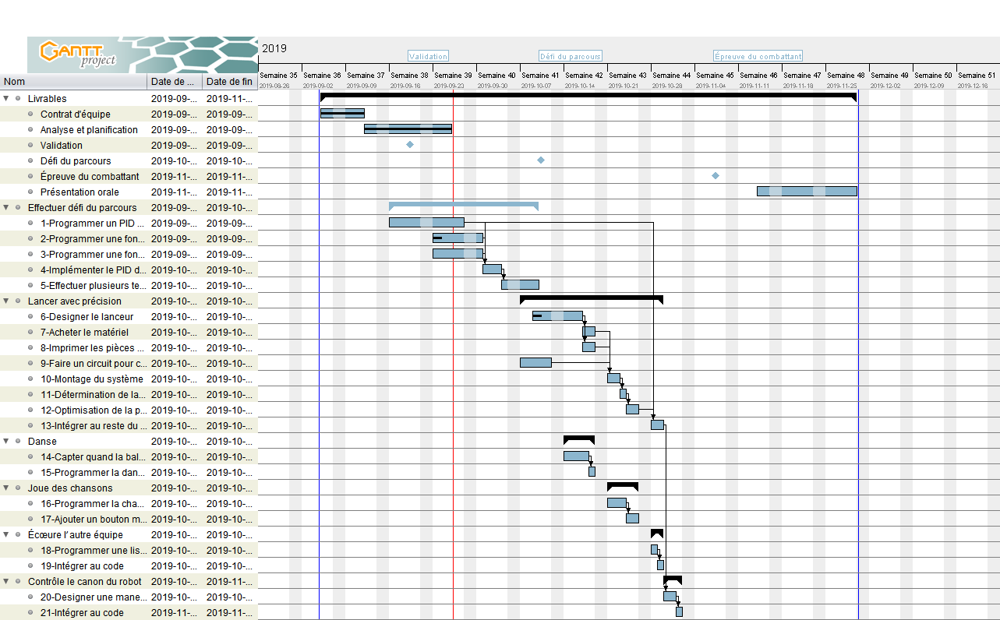 GANTT
project
2019
Validation Défi du parcours Épreuve du combattant
Nom Date de ... Date de fin
Semaine 35 Semaine 36 Semaine 37 Semaine 38 Semaine 39 Semaine 40 Semaine 41 Semaine 42 Semaine 43 Semaine 44 Semaine 45 Semaine 46 Semaine 47 Semaine 48 Semaine 49 Semaine 50 Semaine 51
2019-08-26 2019-09-02 2019-09-09 2019-09-16 2019-09-23 2019-09-30 2019-10-07 2019-10-14 2019-10-21 2019-10-28 2019-11-04 2019-11-11 2019-11-18 2019-11-25 2019-12-02 2019-12-09 2019-12-16
Livrables 2019-09-... 2019-11-...
Contrat d'équipe 2019-09-... 2019-09-...
Analyse et planification 2019-09-... 2019-09-...
Validation 2019-09-... 2019-09-...
Défi du parcours 2019-10-... 2019-10-...
Épreuve du combattant 2019-11-... 2019-11-...
Présentation orale 2019-11-... 2019-11-...
Effectuer défi du parcours 2019-09-... 2019-10-...
1-Programmer un PID ... 2019-09-... 2019-09-...
2-Programmer une fon... 2019-09-... 2019-09-...
3-Programmer une fon... 2019-09-... 2019-09-...
4-Implémenter le PID d... 2019-10-... 2019-10-...
5-Effectuer plusieurs te... 2019-10-... 2019-10-...
Lancer avec précision 2019-10-... 2019-10-...
6-Designer le lanceur 2019-10-... 2019-10-...
7-Acheter le matériel 2019-10-... 2019-10-...
8-Imprimer les pièces ... 2019-10-... 2019-10-...
9-Faire un circuit pour c... 2019-10-... 2019-10-...
10-Montage du système 2019-10-... 2019-10-...
11-Détermination de la... 2019-10-... 2019-10-...
12-Optimisation de la p... 2019-10-... 2019-10-...
13-Intégrer au reste du ... 2019-10-... 2019-10-...
Danse 2019-10-... 2019-10-...
14-Capter quand la bal... 2019-10-... 2019-10-...
15-Programmer la dan... 2019-10-... 2019-10-...
Joue des chansons 2019-10-... 2019-10-...
16-Programmer la cha... 2019-10-... 2019-10-...
17-Ajouter un bouton m... 2019-10-... 2019-10-...
Écœure l'autre équipe 2019-10-... 2019-10-...
18-Programmer une lis... 2019-10-... 2019-10-...
19-Intégrer au code 2019-10-... 2019-10-...
Contrôle le canon du robot 2019-10-... 2019-11-...
20-Designer une mane... 2019-10-... 2019-10-...
21-Intégrer au code 2019-11-... 2019-11-...